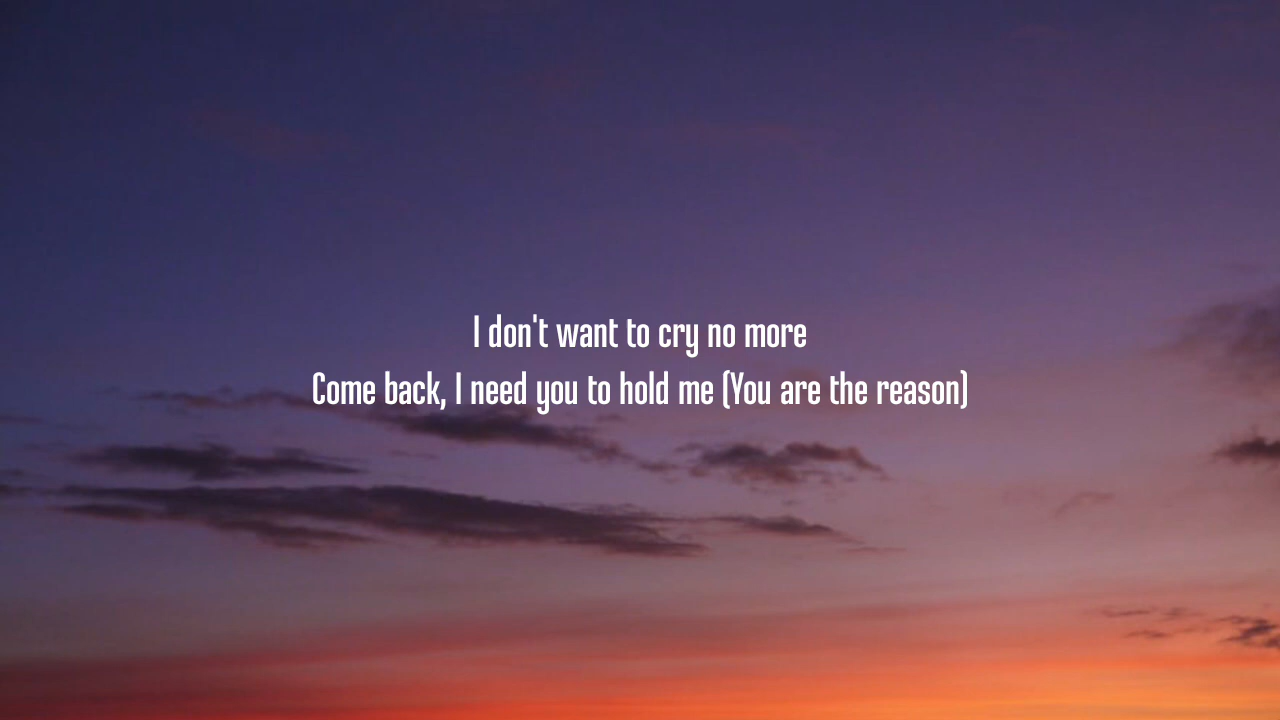 I don't want to cry no more
Come back, I need you to hold me (You are the reason)